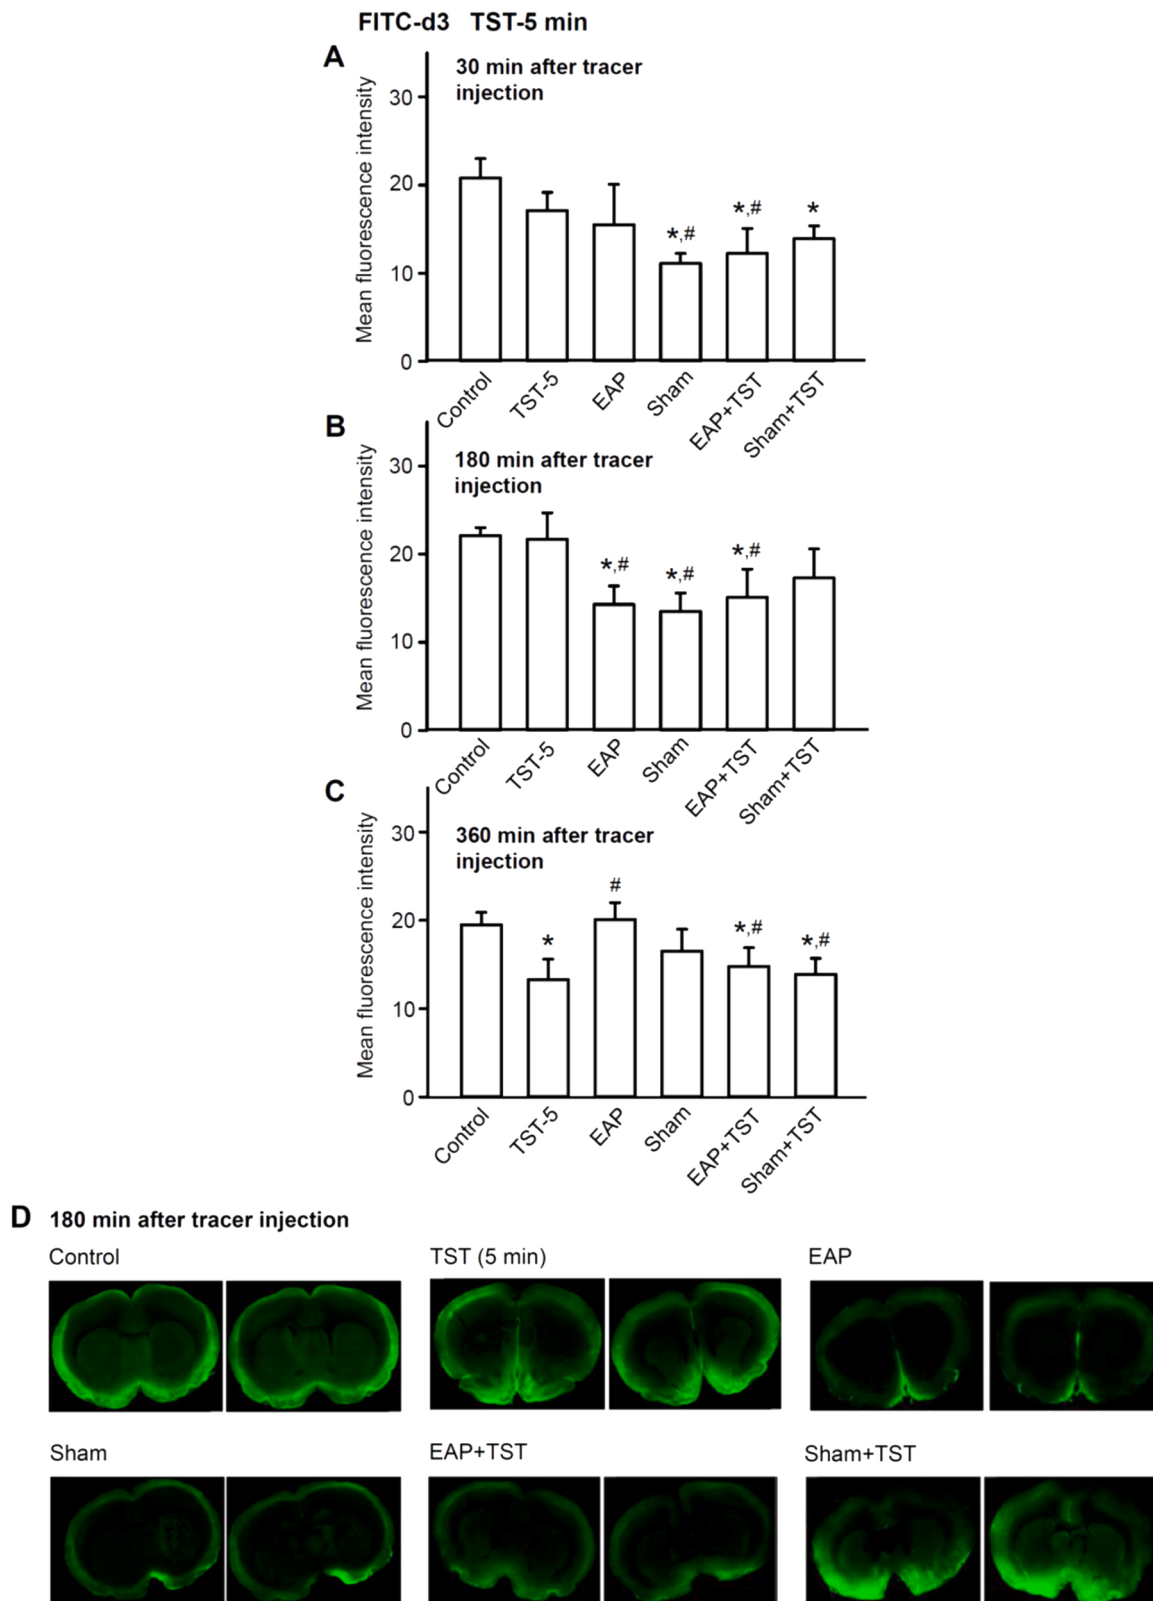 FITC-d3 TST-5 min
A
30 min after tracer
injection
Mean fluorescence intensity
30
20
10
0
*,#
*,#
*
Control
TST-5
EAP
Sham
EAP+TST
Sham+TST
B
180 min after tracer
injection
Mean fluorescence intensity
30
20
10
0
*,#
*,#
*,#
Control
TST-5
EAP
Sham
EAP+TST
Sham+TST
C
360 min after tracer
injection
Mean fluorescence intensity
30
20
10
0
*
#
*,#
*,#
Control
TST-5
EAP
Sham
EAP+TST
Sham+TST
D 180 min after tracer injection
Control
TST (5 min)
EAP
Sham
EAP+TST
Sham+TST